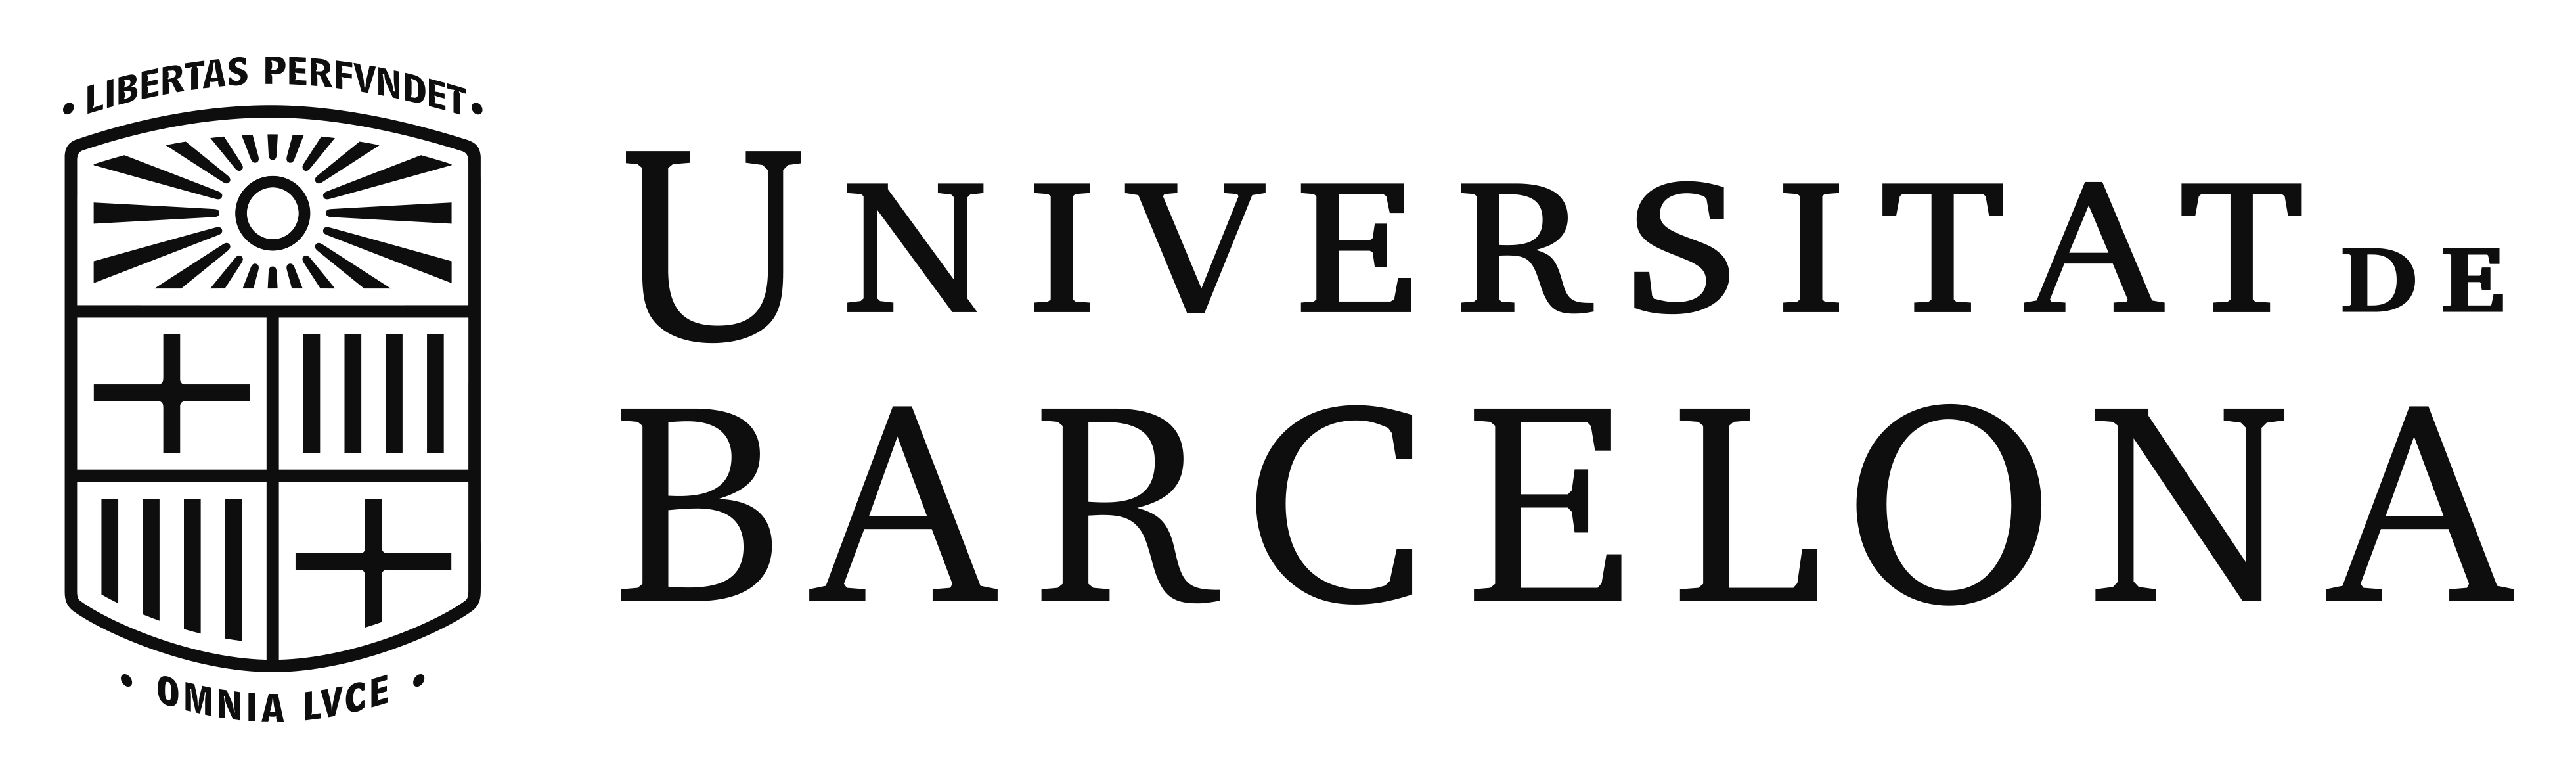 • LIBERTAS PERFVNDET •
• OMNIA LVCE •
UNIVERSITAT DE
BARCELONA